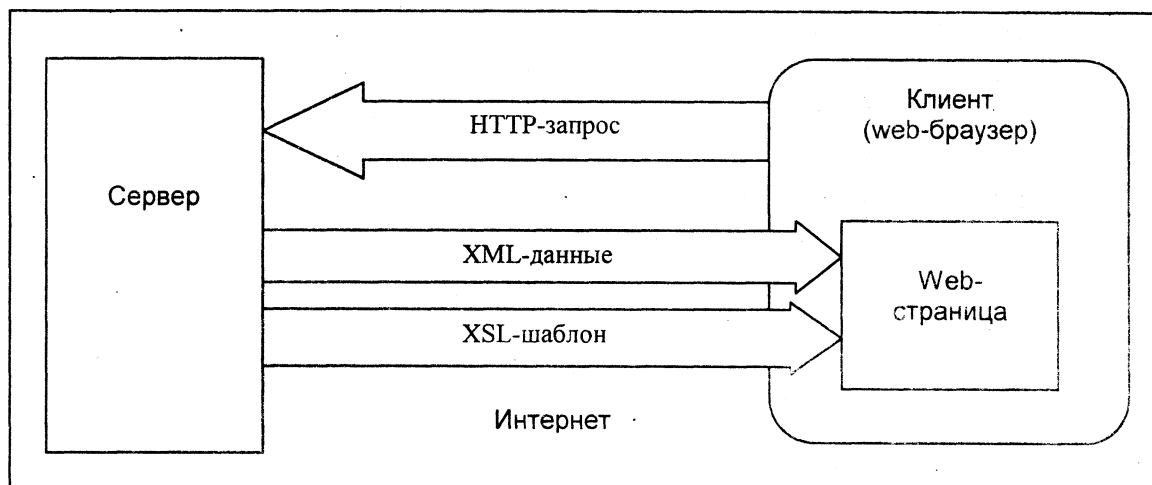 Клиент
(web-браузер)
HTTP-запрос
Сервер
XML-данные
Web-
страница
XSL-шаблон
Интернет